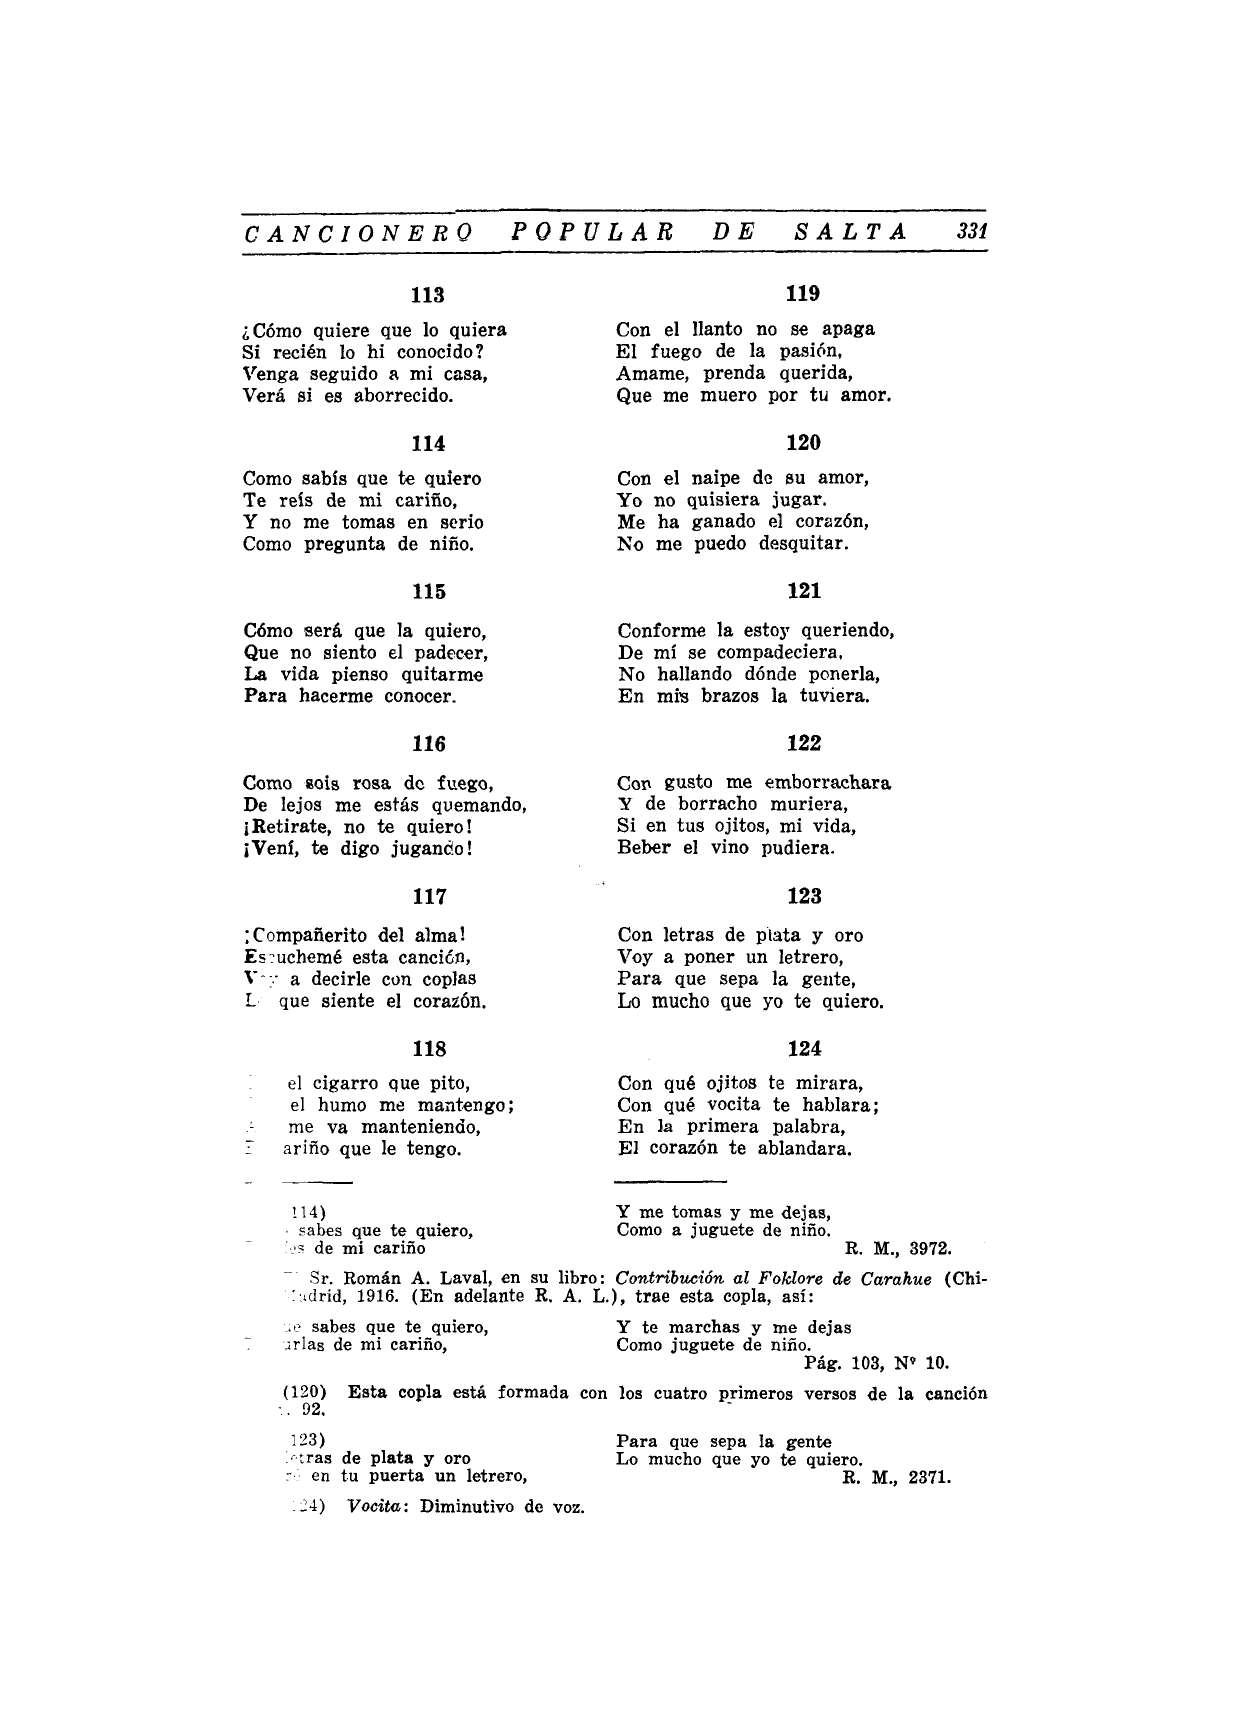 CANCIONERO POPULAR DE SALTA 331
113
¿Cómo quiere que lo quiera
Si recién lo hi conocido?
Venga seguido a mi casa,
Verá si es aborrecido.
114
Como sabís que te quiero
Te reís de mi cariño,
Y no me tomas en serio
Como pregunta de niño.
115
Cómo será que la quiero,
Que no siento el padecer,
La vida pienso quitarme
Para hacerme conocer.
116
Como sois rosa de fuego,
De lejos me estás quemando,
¡Retirate, no te quiero!
¡Vení, te digo jugando!
117
¡Compañerito del alma!
Escuchemé esta canción,
Voy a decirle con coplas
L que siente el corazón.
118
el cigarro que pito,
el humo me mantengo;
me va manteniendo,
ariño que le tengo.
119
Con el llanto no se apaga
El fuego de la pasión,
Amame, prenda querida,
Que me muero por tu amor.
120
Con el naipe de su amor,
Yo no quisiera jugar.
Me ha ganado el corazón,
No me puedo desquitar.
121
Conforme la estoy queriendo,
De mí se compadeciera,
No hallando dónde ponerla,
En mis brazos la tuviera.
122
Con gusto me emborrachara
Y de borracho muriera,
Si en tus ojitos, mi vida,
Beber el vino pudiera.
123
Con letras de plata y oro
Voy a poner un letrero,
Para que sepa la gente,
Lo mucho que yo te quiero.
124
Con qué ojitos te mirara,
Con qué vocita te hablara;
En la primera palabra,
El corazón te ablandara.
114)
sabes que te quiero,
de mi cariño
Y me tomas y me dejas,
Como a juguete de niño.
R. M., 3972.
Sr. Román A. Laval, en su libro: Contribución al Foklore de Carahue (Chi-
adrid, 1916. (En adelante R. A. L.), trae esta copla, así:
sabes que te quiero,
urlas de mi cariño,
Y te marchas y me dejas
Como juguete de niño.
Pág. 103, Nº 10.
(120) Esta copla está formada con los cuatro primeros versos de la canción
92.
123)
etras de plata y oro
en tu puerta un letrero,
Para que sepa la gente
Lo mucho que yo te quiero.
R. M., 2371.
24) Vocita: Diminutivo de voz.